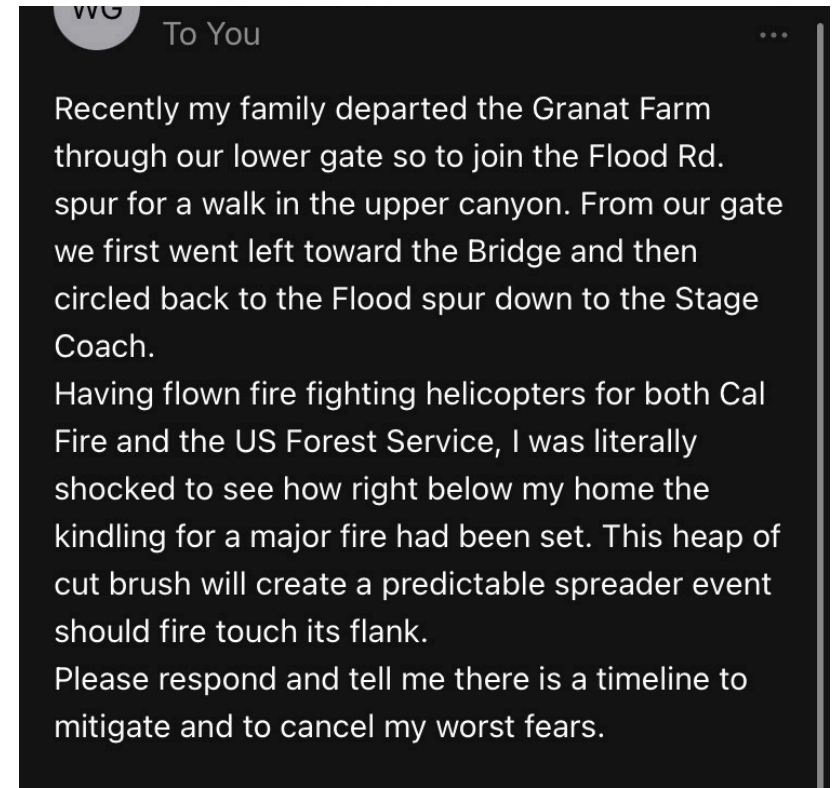 WG
To You
Recently my family departed the Granat Farm
through our lower gate so to join the Flood Rd.
spur for a walk in the upper canyon. From our gate
we first went left toward the Bridge and then
circled back to the Flood spur down to the Stage
Coach.
Having flown fire fighting helicopters for both Cal
Fire and the US Forest Service, I was literally
shocked to see how right below my home the
kindling for a major fire had been set. This heap of
cut brush will create a predictable spreader event
should fire touch its flank.
Please respond and tell me there is a timeline to
mitigate and to cancel my worst fears.